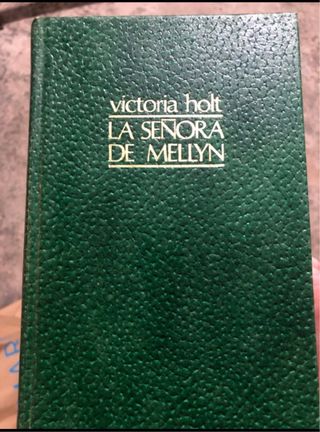 victoria holt
LA SEÑORA
DE MELLYN